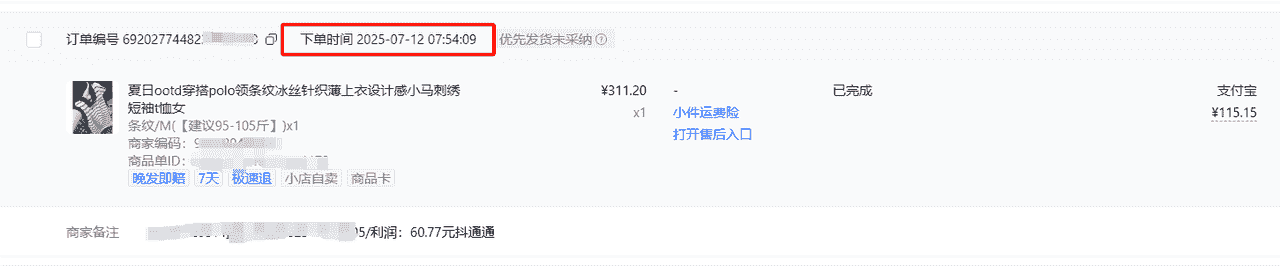 订单编号 69202774482 下单时间 2025-07-12 07:54:09 优先发货未采纳
夏日ootd穿搭polo领条纹冰丝针织薄上衣设计感小马刺绣 ¥311.20 - 已完成 支付宝
短袖t恤女 x1 小件运费险 ¥115.15
条纹/M(【建议95-105斤】)x1 打开售后入口
商家编码：
商品单ID：
晚发即赔 7天 极速退 小店自卖 商品卡
商家备注 /利润：60.77元抖通通